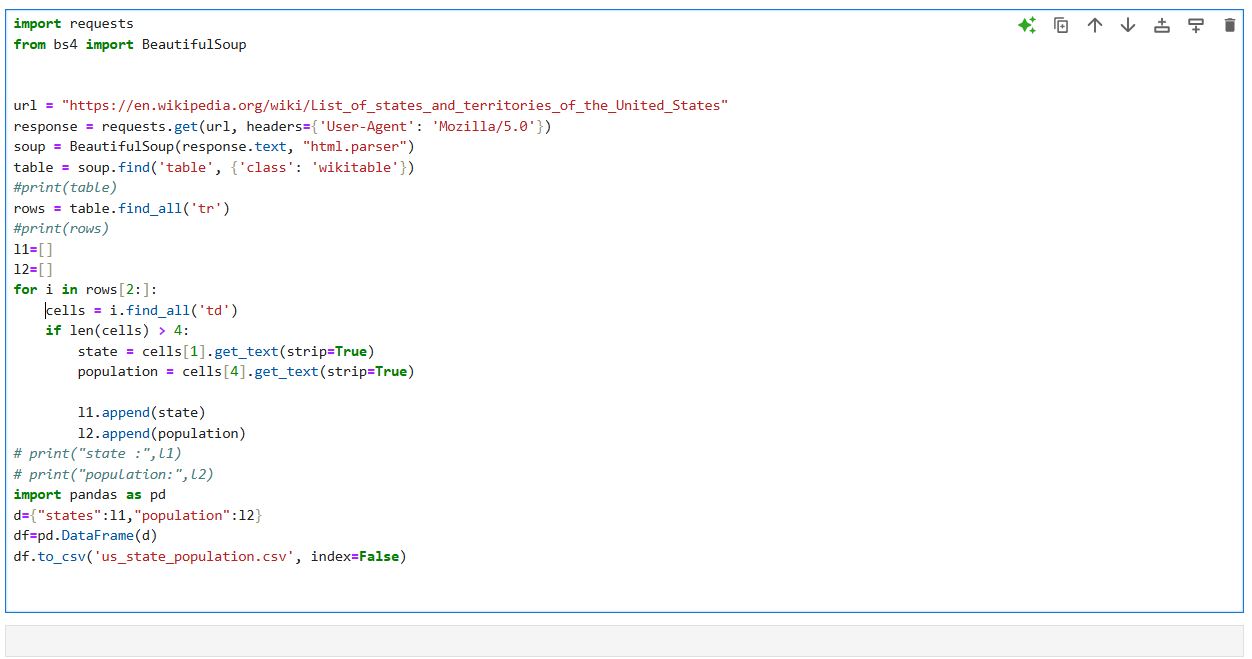 import requests
from bs4 import BeautifulSoup
url = "https://en.wikipedia.org/wiki/List_of_states_and_territories_of_the_United_States"
response = requests.get(url, headers={'User-Agent': 'Mozilla/5.0'})
soup = BeautifulSoup(response.text, "html.parser")
table = soup.find('table', {'class': 'wikitable'})
#print(table)
rows = table.find_all('tr')
#print(rows)
l1=[]
l2=[]
for i in rows[2:]:
    cells = i.find_all('td')
    if len(cells) > 4:
        state = cells[1].get_text(strip=True)
        population = cells[4].get_text(strip=True)
        l1.append(state)
        l2.append(population)
# print("state :",l1)
# print("population:",l2)
import pandas as pd
d={"states":l1,"population":l2}
df=pd.DataFrame(d)
df.to_csv('us_state_population.csv', index=False)